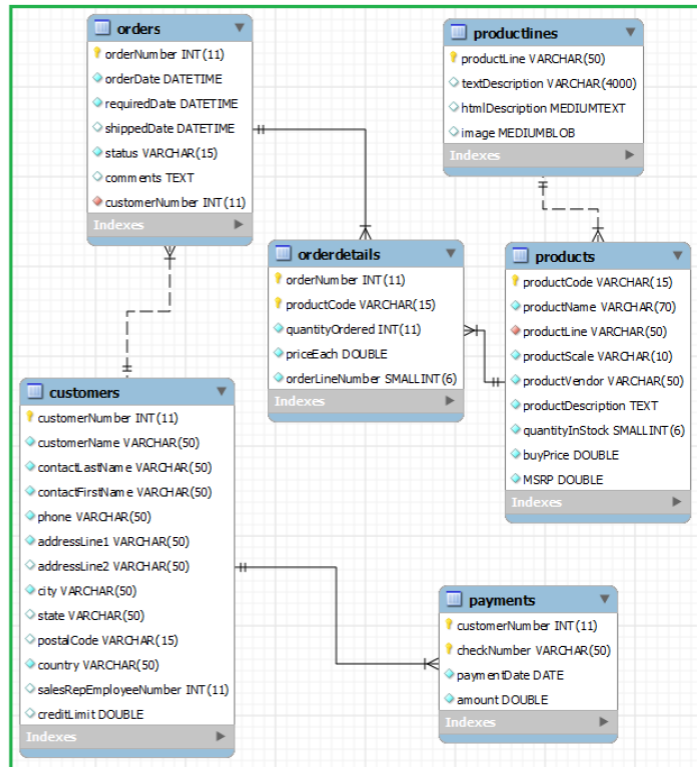 orders
orderNumber INT(11)
orderDate DATETIME
requiredDate DATETIME
shippedDate DATETIME
status VARCHAR(15)
comments TEXT
customerNumber INT(11)
Indexes
productlines
productLine VARCHAR(50)
textDescription VARCHAR(4000)
htmlDescription MEDIUMTEXT
image MEDIUMBLOB
Indexes
orderdetails
orderNumber INT(11)
productCode VARCHAR(15)
quantityOrdered INT(11)
priceEach DOUBLE
orderLineNumber SMALLINT(6)
Indexes
products
productCode VARCHAR(15)
productName VARCHAR(70)
productLine VARCHAR(50)
productScale VARCHAR(10)
productVendor VARCHAR(50)
productDescription TEXT
quantityInStock SMALLINT(6)
buyPrice DOUBLE
MSRP DOUBLE
Indexes
customers
customerNumber INT(11)
customerName VARCHAR(50)
contactLastName VARCHAR(50)
contactFirstName VARCHAR(50)
phone VARCHAR(50)
addressLine1 VARCHAR(50)
addressLine2 VARCHAR(50)
city VARCHAR(50)
state VARCHAR(50)
postalCode VARCHAR(15)
country VARCHAR(50)
salesRepEmployeeNumber INT(11)
creditLimit DOUBLE
Indexes
payments
customerNumber INT(11)
checkNumber VARCHAR(50)
paymentDate DATE
amount DOUBLE
Indexes